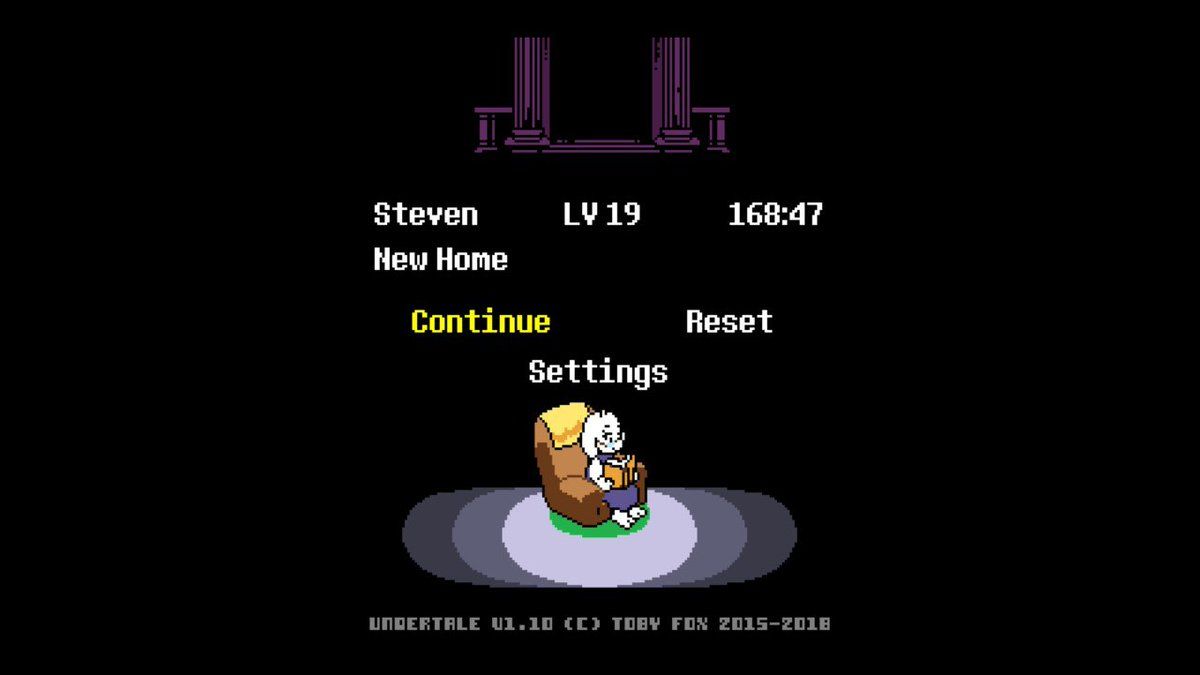 Steven LV 19 168:47
New Home
Continue Reset
Settings
UNDERTALE V1.10 (C) TOBY FOX 2015-2018